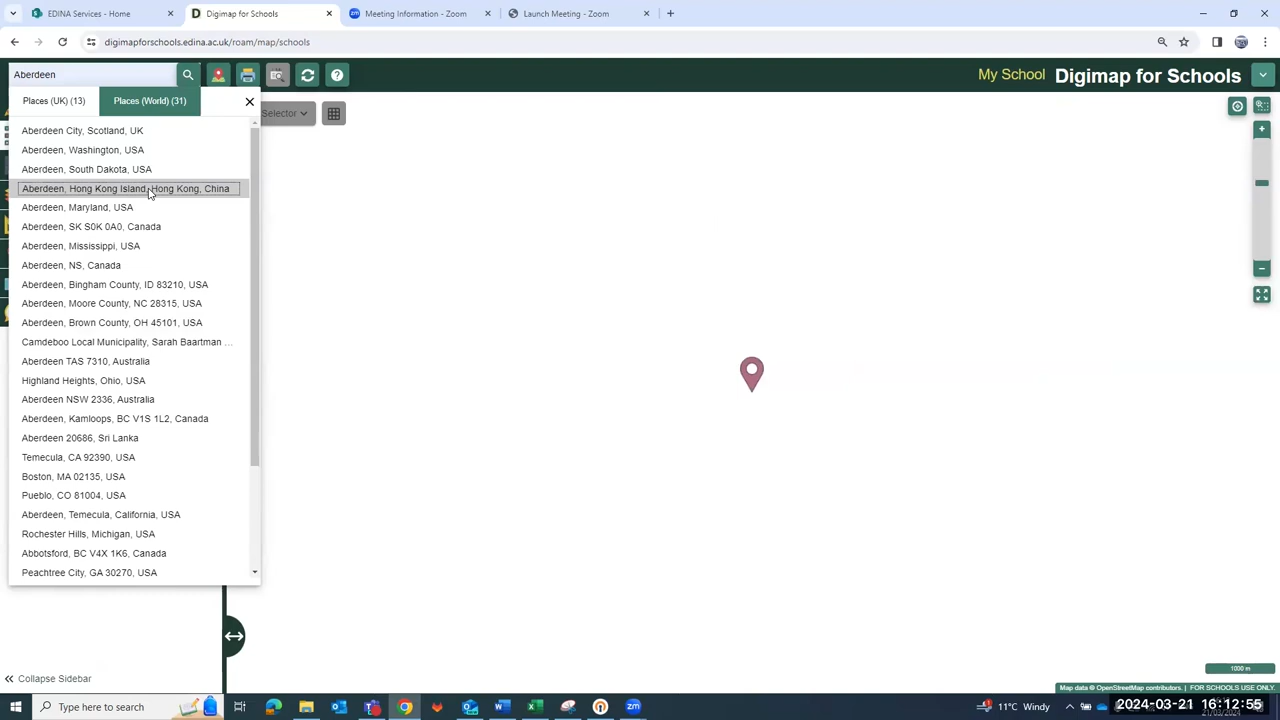 EDINA Services - Home
Digimap for Schools
Meeting Information - Zoom
Launch Meeting - Zoom
digimapforschools.edina.ac.uk/roam/map/schools
Aberdeen
My School
Digimap for Schools
Places (UK) (13)
Places (World) (31)
Selector
Aberdeen City, Scotland, UK
Aberdeen, Washington, USA
Aberdeen, South Dakota, USA
Aberdeen, Hong Kong Island, Hong Kong, China
Aberdeen, Maryland, USA
Aberdeen, SK S0K 0A0, Canada
Aberdeen, Mississippi, USA
Aberdeen, NS, Canada
Aberdeen, Bingham County, ID 83210, USA
Aberdeen, Moore County, NC 28315, USA
Aberdeen, Brown County, OH 45101, USA
Camdeboo Local Municipality, Sarah Baartman ...
Aberdeen TAS 7310, Australia
Highland Heights, Ohio, USA
Aberdeen NSW 2336, Australia
Aberdeen, Kamloops, BC V1S 1L2, Canada
Aberdeen 20686, Sri Lanka
Temecula, CA 92390, USA
Boston, MA 02135, USA
Pueblo, CO 81004, USA
Aberdeen, Temecula, California, USA
Rochester Hills, Michigan, USA
Abbotsford, BC V4X 1K6, Canada
Peachtree City, GA 30270, USA
1000 m
Collapse Sidebar
Map data © OpenStreetMap contributors. | FOR SCHOOLS USE ONLY.
Type here to search
11°C Windy
2024-03-21 16:12:55
21/03/2024